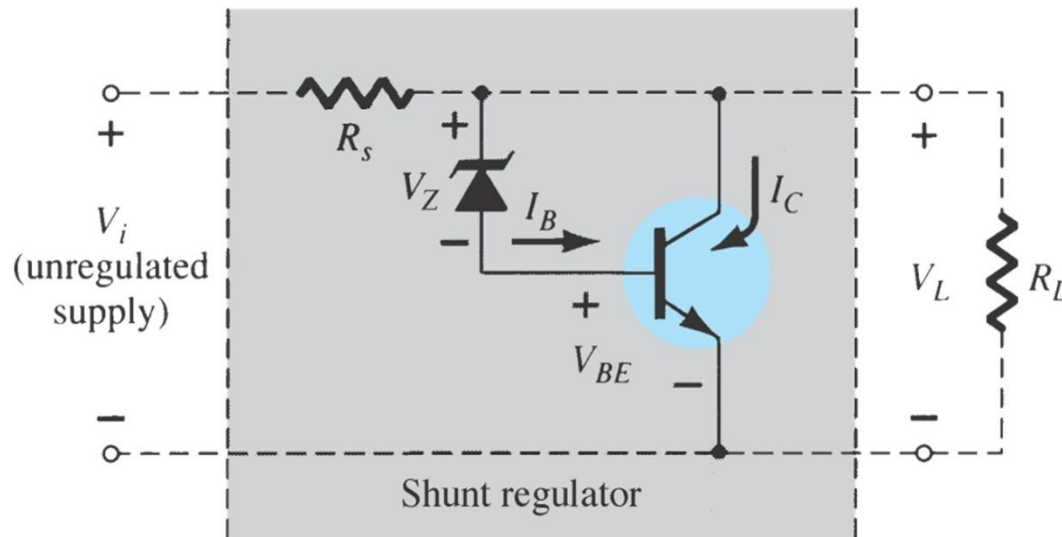 +
R_s
+
V_Z
I_B
I_C
+
V_i
(unregulated
supply)
−
V_L
R_L
+
V_BE
−
−
−
Shunt regulator